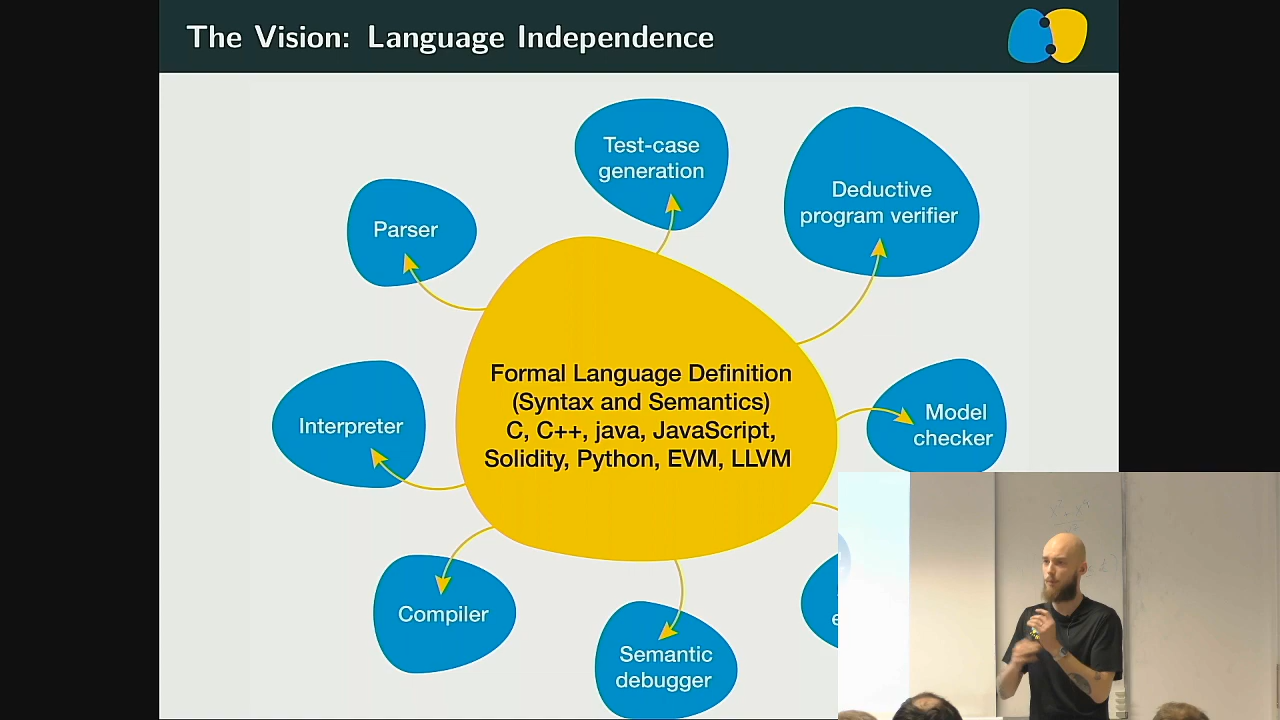 The Vision: Language Independence
Test-case
generation
Deductive
program verifier
Parser
Formal Language Definition
(Syntax and Semantics)
C, C++, java, JavaScript,
Solidity, Python, EVM, LLVM
Interpreter
Model
checker
Compiler
Semantic
debugger